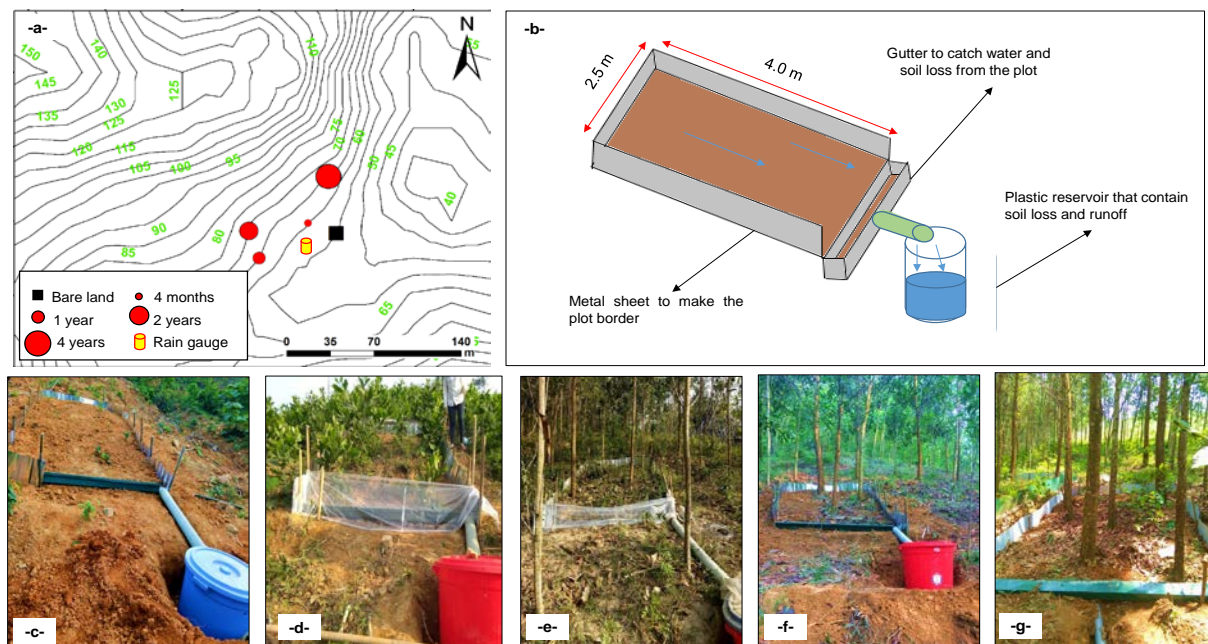 -a-
N
150
140
145
135
130
125
120
115
105
100
95
125
110
90
85
80
75
70
60
50
45
55
40
65
Bare land
4 months
1 year
2 years
4 years
Rain gauge
0 35 70 140
m
-b-
2.5 m
4.0 m
Gutter to catch water and
soil loss from the plot
Plastic reservoir that contain
soil loss and runoff
Metal sheet to make the
plot border
-c-
-d-
-e-
-f-
-g-